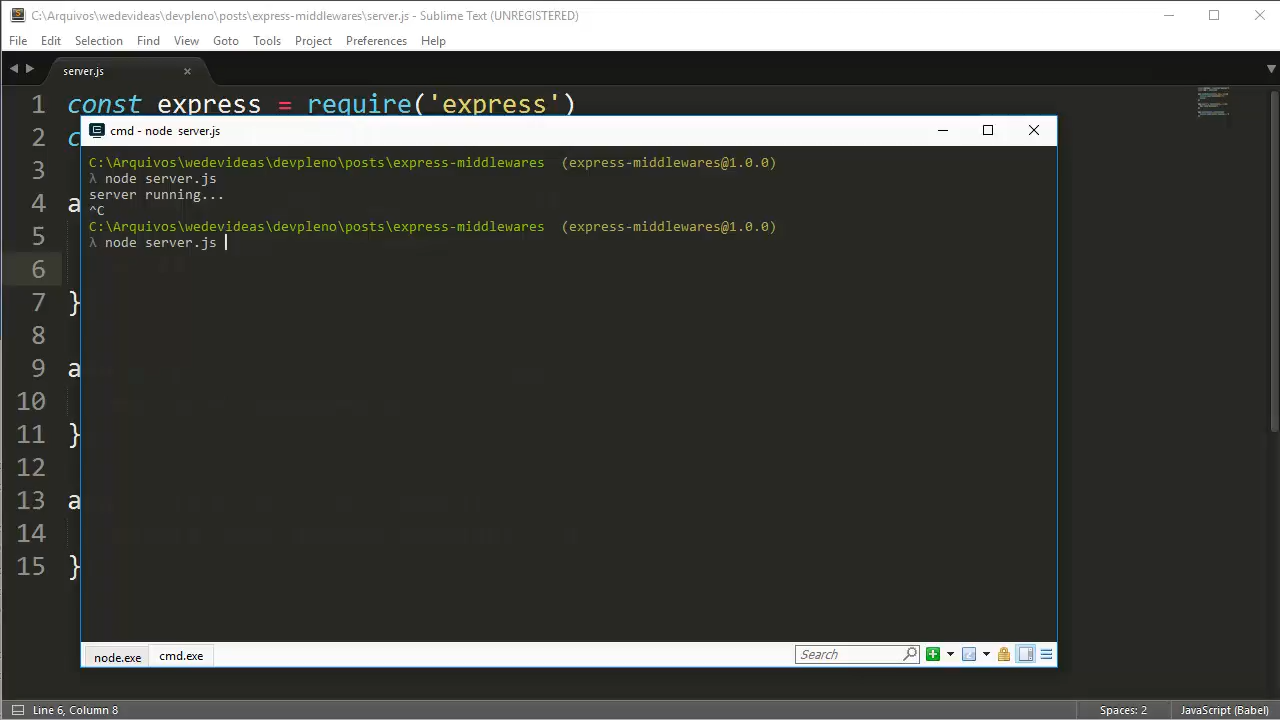 C:\Arquivos\wedevideas\devpleno\posts\express-middlewares\server.js - Sublime Text (UNREGISTERED)
File Edit Selection Find View Goto Tools Project Preferences Help
server.js
1 const express = require('express')
2 c
cmd - node server.js
3
4 a
5
6
7 }
8
9 a
10
11 }
12
13 a
14
15 }
C:\Arquivos\wedevideas\devpleno\posts\express-middlewares (express-middlewares@1.0.0)
λ node server.js
server running...
^C
C:\Arquivos\wedevideas\devpleno\posts\express-middlewares (express-middlewares@1.0.0)
λ node server.js
node.exe cmd.exe Search
Line 6, Column 8 Spaces: 2 JavaScript (Babel)